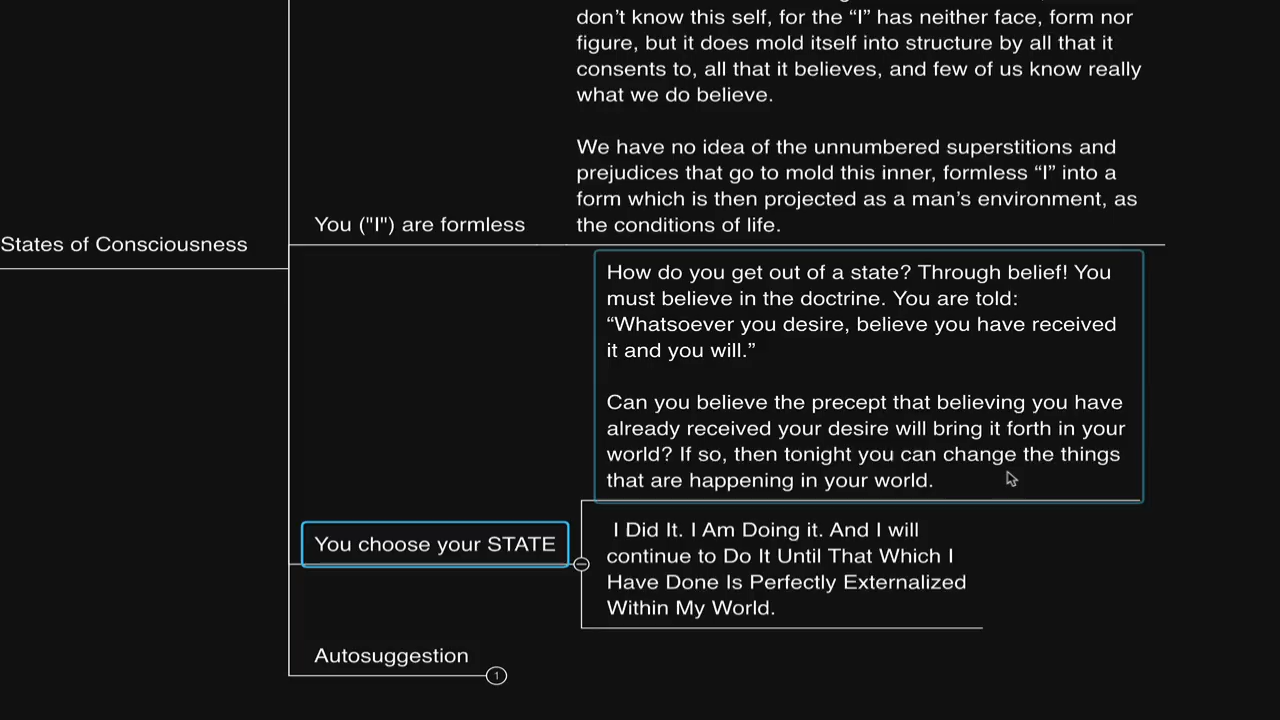 don't know this self, for the “I” has neither face, form nor
figure, but it does mold itself into structure by all that it
consents to, all that it believes, and few of us know really
what we do believe.
We have no idea of the unnumbered superstitions and
prejudices that go to mold this inner, formless “I” into a
form which is then projected as a man’s environment, as
the conditions of life.
You ("I") are formless
States of Consciousness
How do you get out of a state? Through belief! You
must believe in the doctrine. You are told:
“Whatsoever you desire, believe you have received
it and you will.”
Can you believe the precept that believing you have
already received your desire will bring it forth in your
world? If so, then tonight you can change the things
that are happening in your world.
You choose your STATE
I Did It. I Am Doing it. And I will
continue to Do It Until That Which I
Have Done Is Perfectly Externalized
Within My World.
Autosuggestion
1